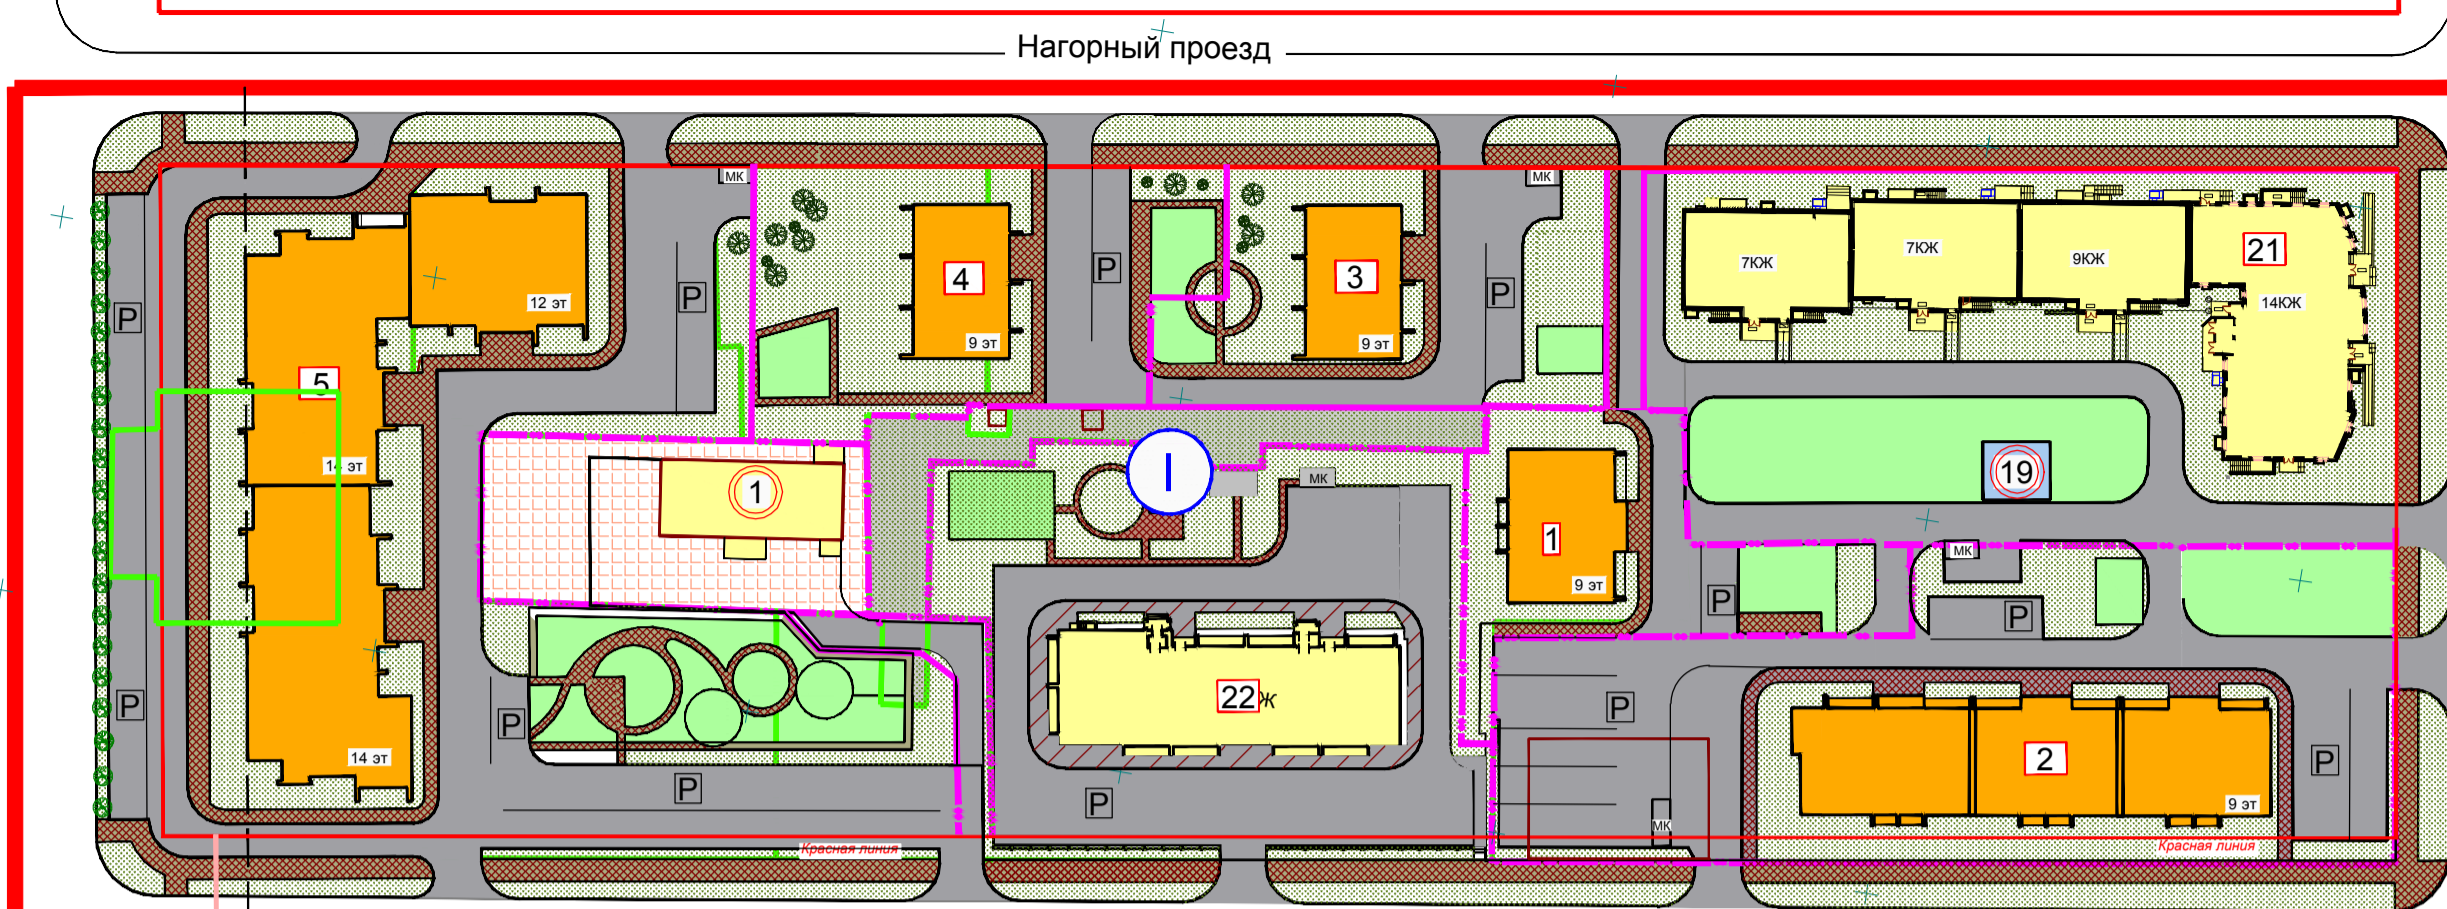 Нагорный проезд
МК
МК
21
7КЖ
7КЖ
9КЖ
14КЖ
4
3
P
P
P
P
12 эт
9 эт
9 эт
5
14 эт
1
I
МК
19
1
9 эт
МК
P
P
22
Ж
P
P
P
2
14 эт
P
P
P
9 эт
МК
Красная линия
Красная линия